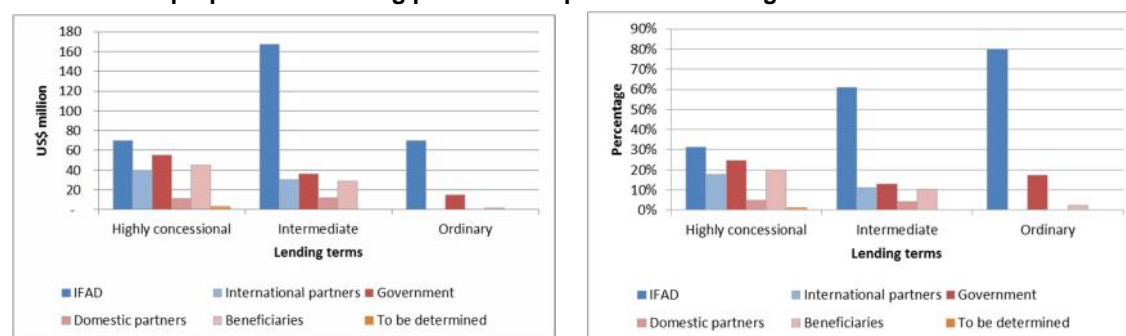 180
160
140
120
100
80
60
40
20
-
US$ million
Highly concessional Intermediate Ordinary
Lending terms
IFAD International partners Government
Domestic partners Beneficiaries To be determined
90%
80%
70%
60%
50%
40%
30%
20%
10%
0%
Percentage
Highly concessional Intermediate Ordinary
Lending terms
IFAD International partners Government
Domestic partners Beneficiaries To be determined